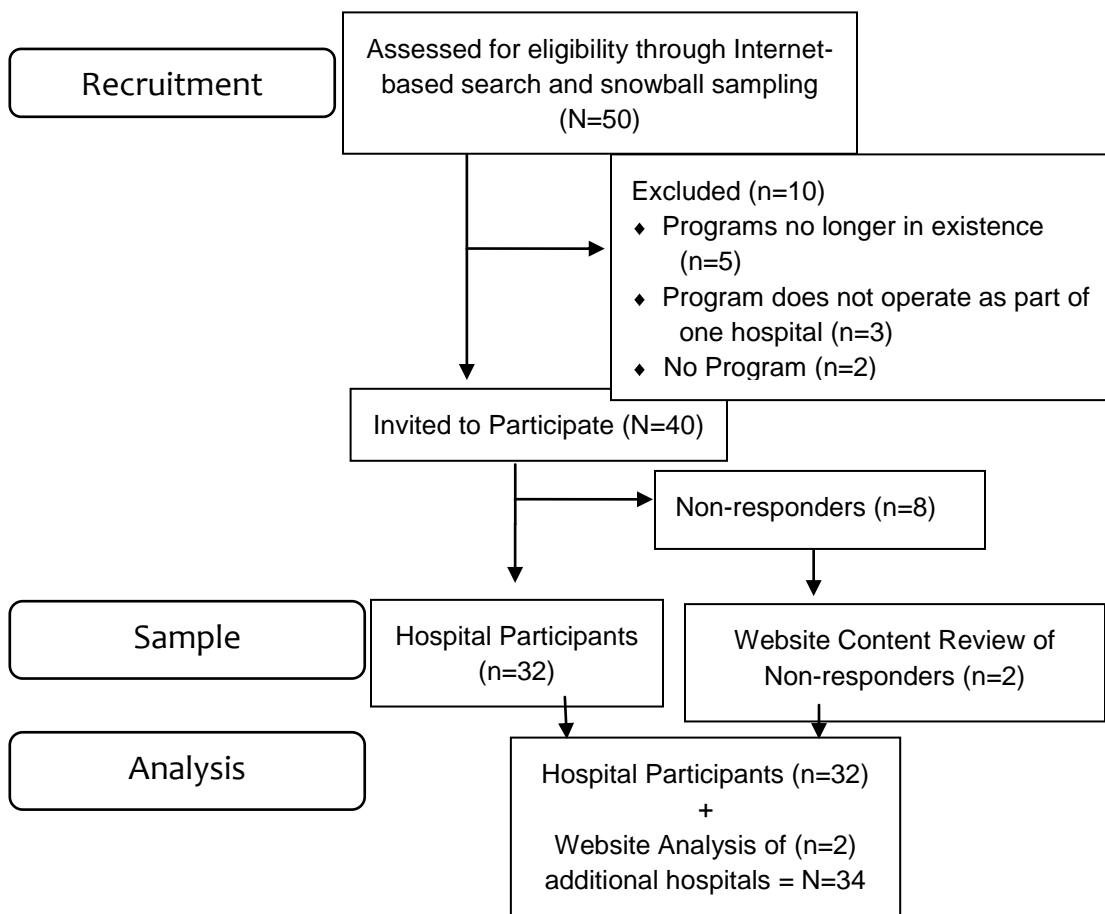 Recruitment
Assessed for eligibility through Internet-
based search and snowball sampling
(N=50)
Excluded (n=10)
♦ Programs no longer in existence
(n=5)
♦ Program does not operate as part of
one hospital (n=3)
♦ No Program (n=2)
Invited to Participate (N=40)
Non-responders (n=8)
Sample
Hospital Participants
(n=32)
Website Content Review of
Non-responders (n=2)
Analysis
Hospital Participants (n=32)
+
Website Analysis of (n=2)
additional hospitals = N=34